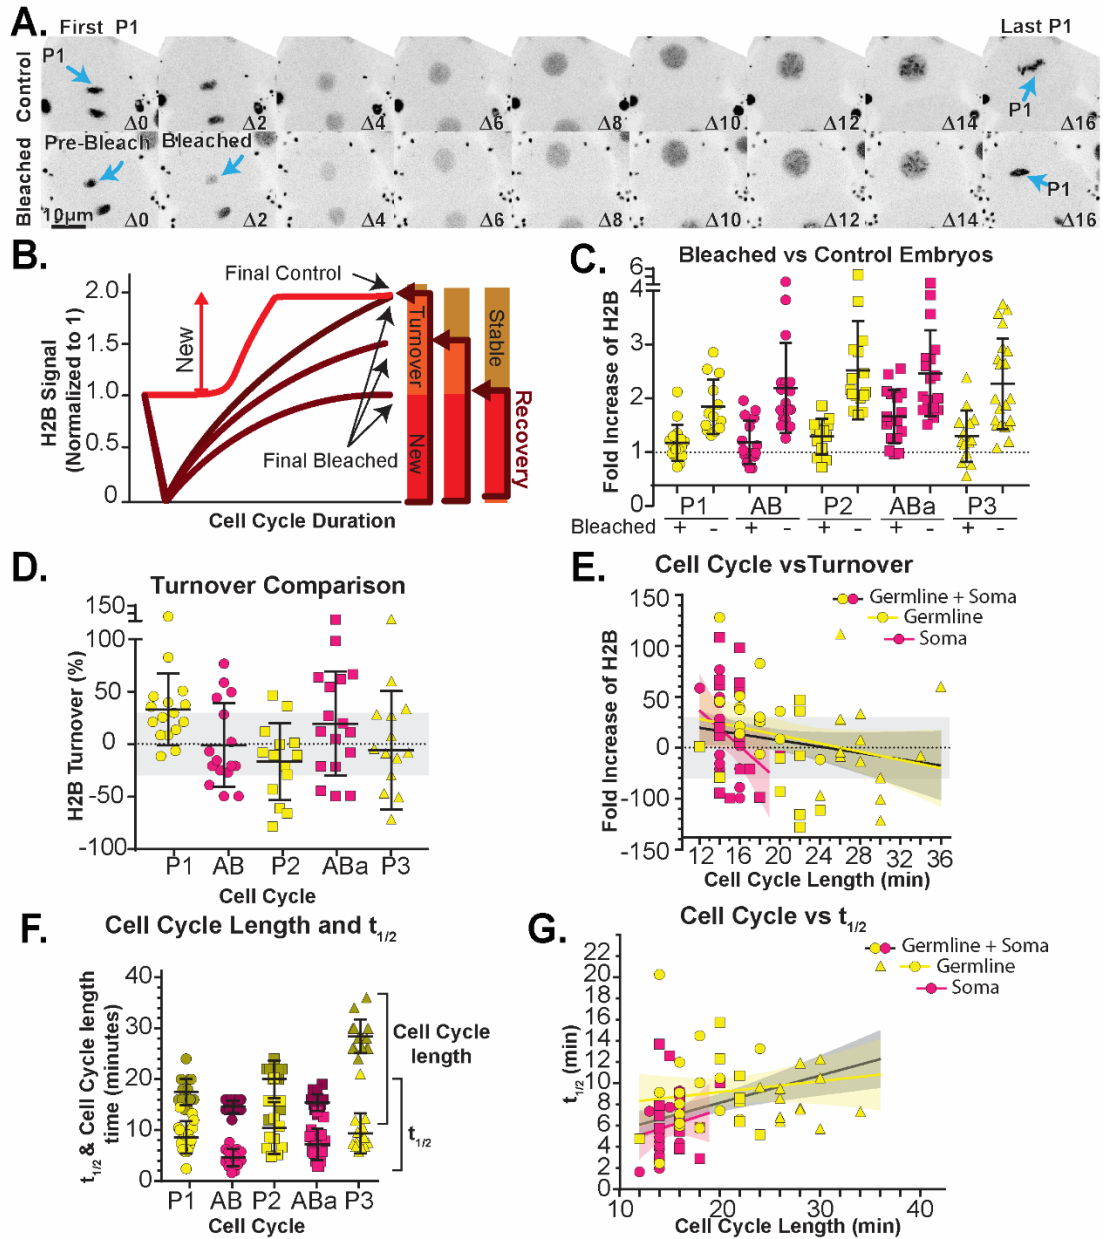 A.
First P1
Last P1
Control
P1
Δ0
Δ2
Δ4
Δ6
Δ8
Δ10
Δ12
Δ14
P1
Δ16
Bleached
Pre-Bleach
Bleached
10µm
Δ0
Δ2
Δ4
Δ6
Δ8
Δ10
Δ12
Δ14
P1
Δ16
B.
H2B Signal
(Normalized to 1)
2.0
1.5
1.0
0.5
0
New
Final Control
Final Bleached
Cell Cycle Duration
Turnover
New
Stable
Recovery
C.
Bleached vs Control Embryos
Fold Increase of H2B
6
4
3
2
1
0
P1 AB P2 ABa P3
Bleached + - + - + - + - + -
D.
Turnover Comparison
H2B Turnover (%)
150
100
50
0
-50
-100
P1 AB P2 ABa P3
Cell Cycle
E.
Cell Cycle vsTurnover
Germline + Soma
Germline
Soma
Fold Increase of H2B
150
100
50
0
-50
-100
-150
12 16 20 24 28 32 36
Cell Cycle Length (min)
F.
Cell Cycle Length and t1/2
t1/2 & Cell Cycle length
time (minutes)
40
30
20
10
0
Cell Cycle
length
t1/2
P1 AB P2 ABa P3
Cell Cycle
G.
Cell Cycle vs t1/2
Germline + Soma
Germline
Soma
t1/2 (min)
22
20
18
16
14
12
10
8
6
4
2
0
10 20 30 40
Cell Cycle Length (min)